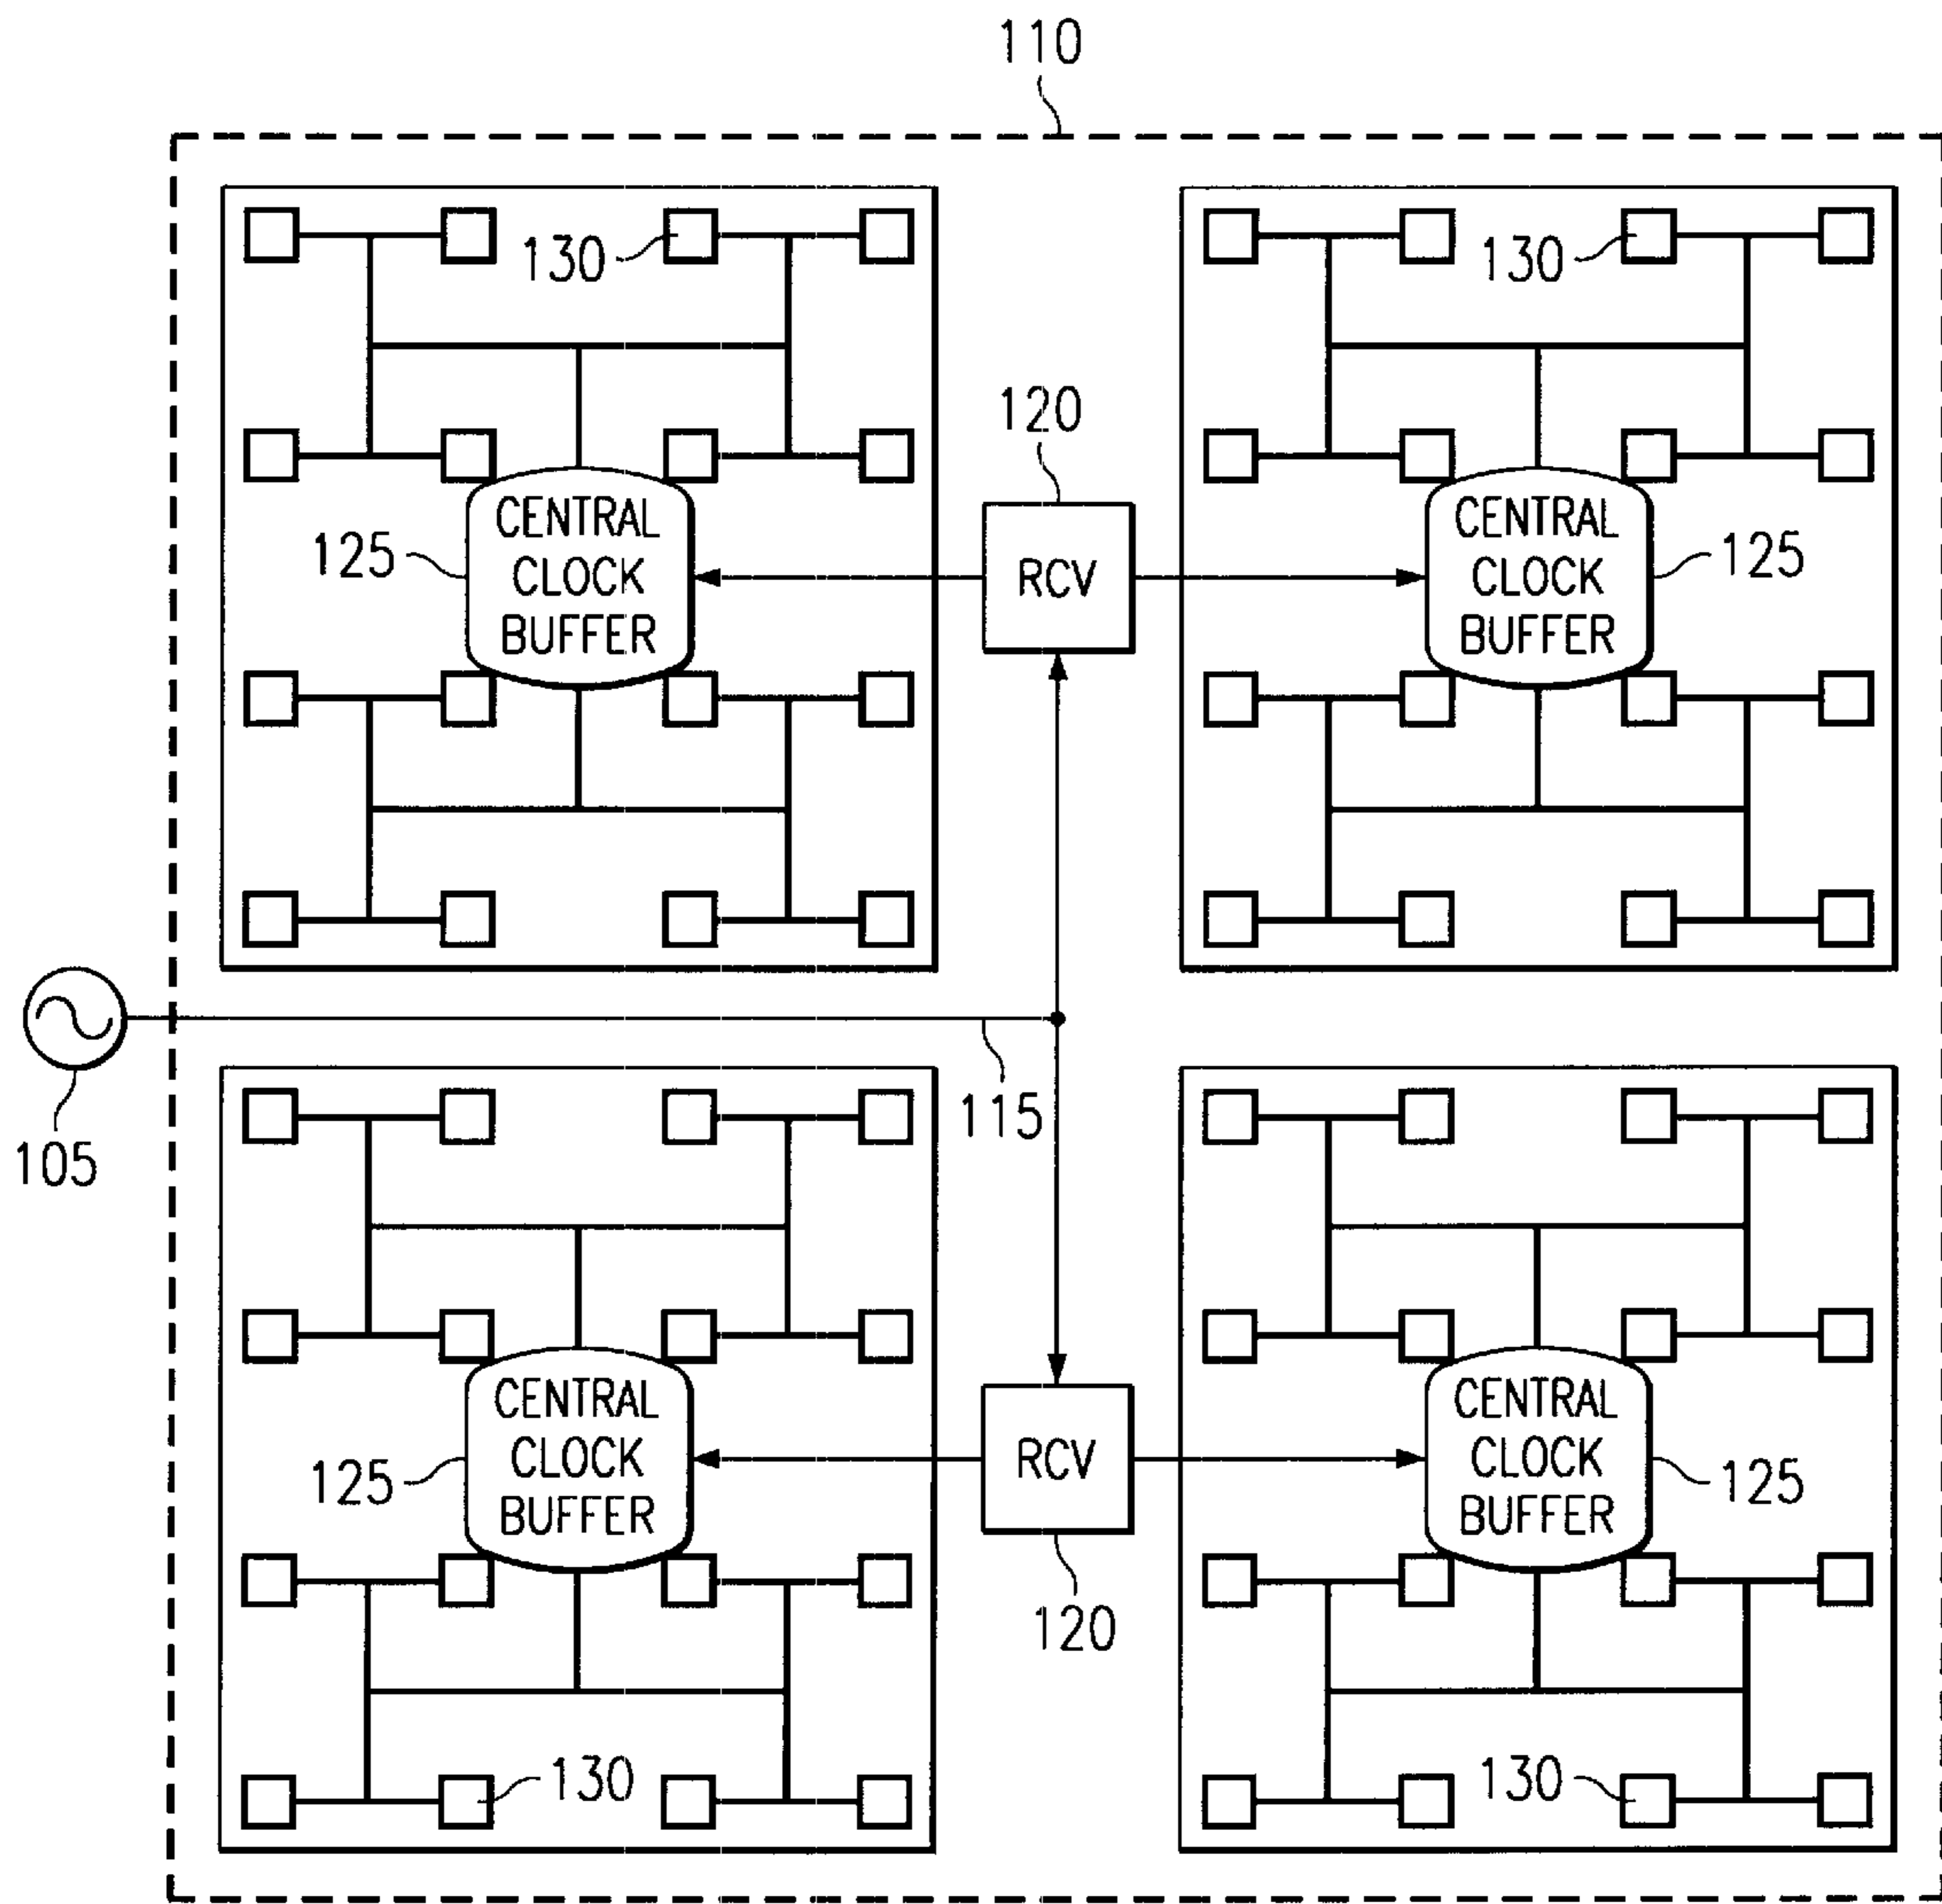 110
130
130
120
CENTRAL
CLOCK
BUFFER
125
RCV
CENTRAL
CLOCK
BUFFER
125
115
105
CENTRAL
CLOCK
BUFFER
125
RCV
CENTRAL
CLOCK
BUFFER
125
120
130
130